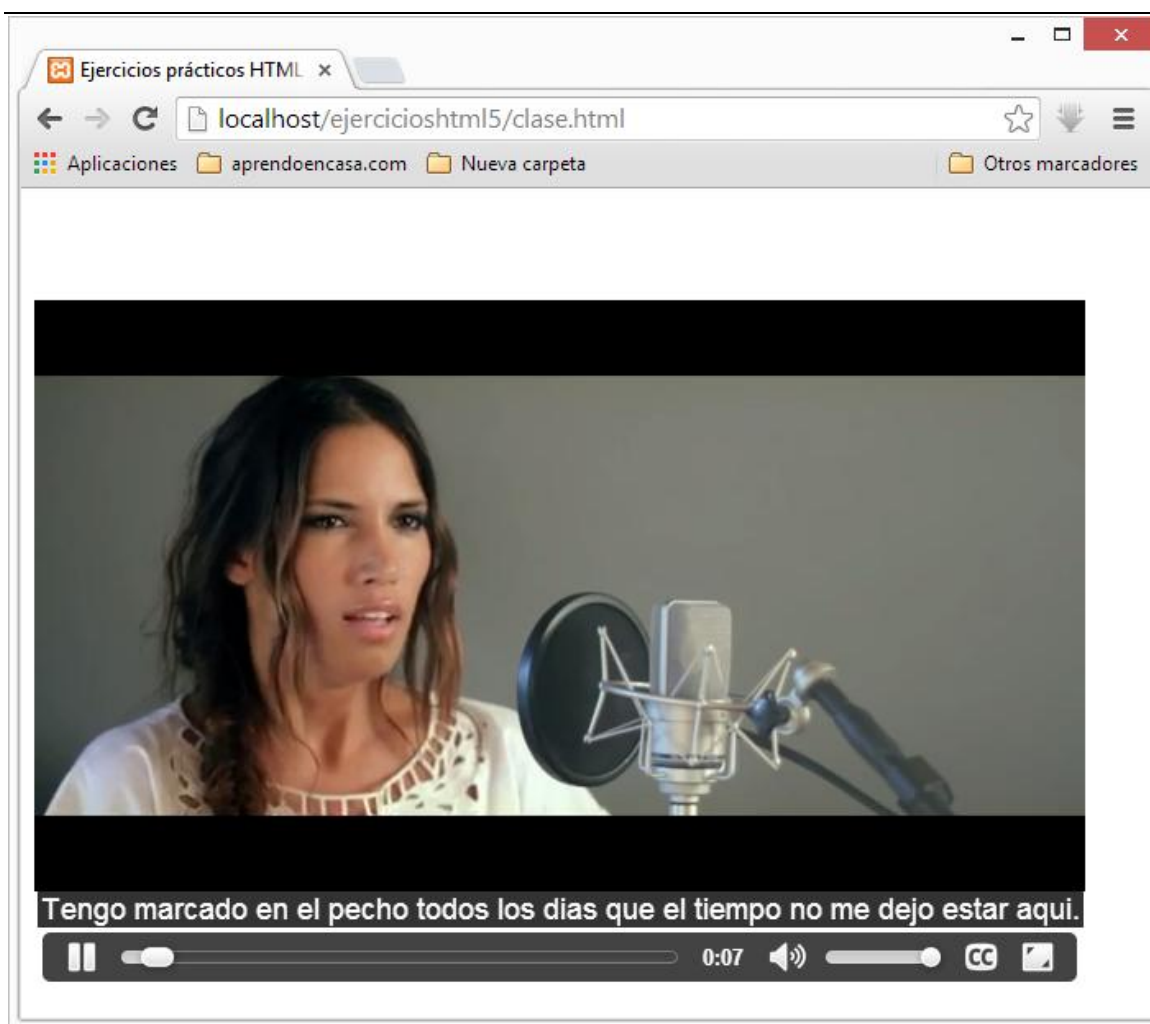 Ejercicios prácticos HTML
localhost/ejercicioshtml5/clase.html
Aplicaciones aprendoencasa.com Nueva carpeta Otros marcadores
Tengo marcado en el pecho todos los dias que el tiempo no me dejo estar aqui.
0:07 CC